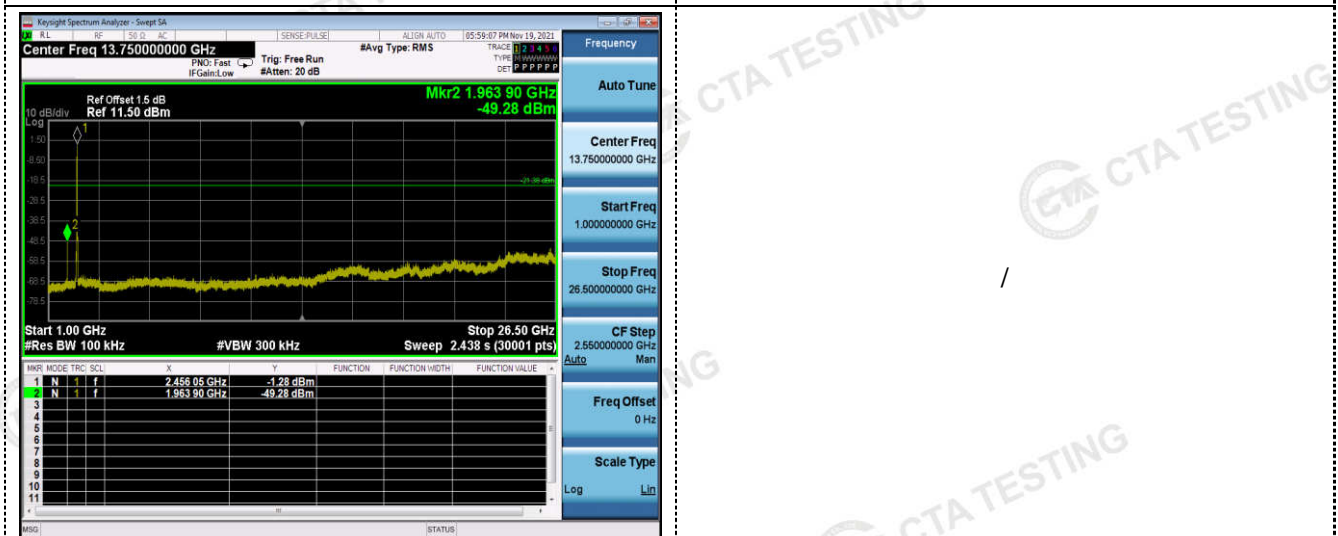 Keysight Spectrum Analyzer - Swept SA
RL RF 50 Ω AC SENSE:PULSE ALIGN AUTO 05:59:07 PM Nov 19, 2021
Center Freq 13.750000000 GHz
PNO: Fast
IFGain:Low
Trig: Free Run
#Atten: 20 dB
#Avg Type: RMS
TRACE 1 2 3 4 5 6
TYPE M W W W W W
DET P P P P P P
Mkr2 1.963 90 GHz
-49.28 dBm
Ref Offset 1.5 dB
10 dB/div Ref 11.50 dBm
Log
1.50
-8.50
-18.5
-28.5
-38.5
-48.5
-58.5
-68.5
-78.5
1
2
-21.38 dBm
Start 1.00 GHz Stop 26.50 GHz
#Res BW 100 kHz #VBW 300 kHz Sweep 2.438 s (30001 pts)
MKR MODE TRC SCL X Y FUNCTION FUNCTION WIDTH FUNCTION VALUE
1 N 1 f 2.456 05 GHz -1.28 dBm
2 N 1 f 1.963 90 GHz -49.28 dBm
3
4
5
6
7
8
9
10
11
MSG STATUS
Frequency
Auto Tune
Center Freq
13.750000000 GHz
Start Freq
1.000000000 GHz
Stop Freq
26.500000000 GHz
CF Step
2.550000000 GHz
Auto Man
Freq Offset
0 Hz
Scale Type
Log Lin
/
CTA TESTING
CTA TESTING
CTA TESTING